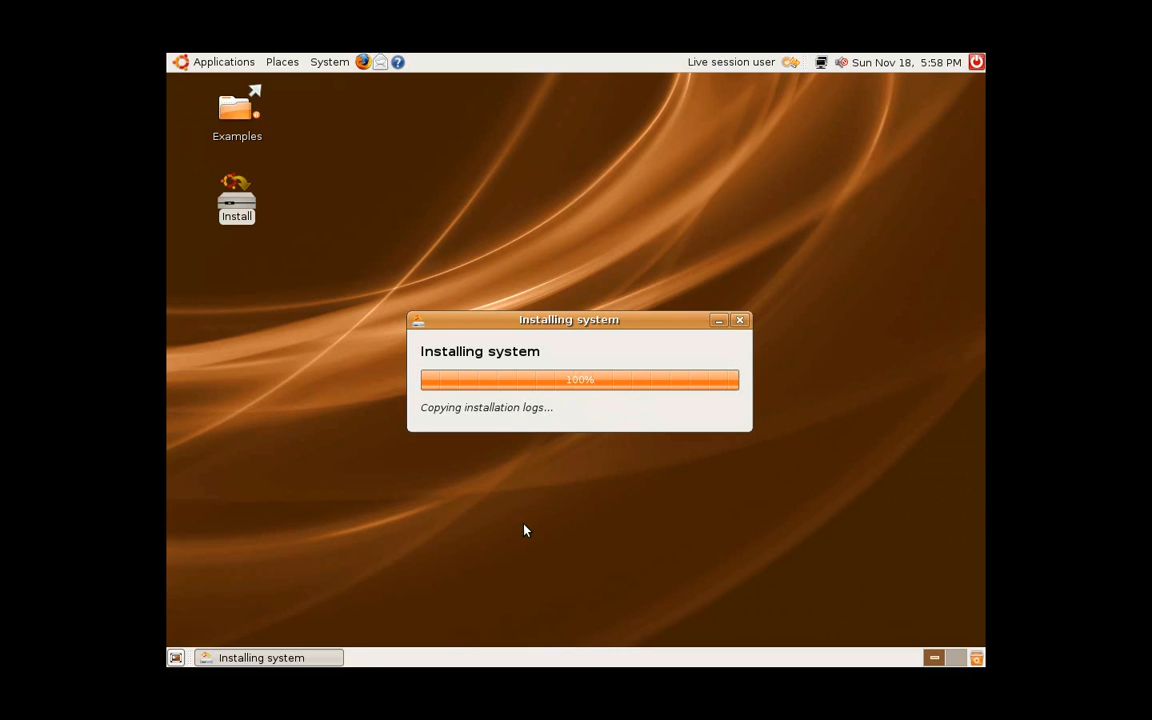 Applications Places System Live session user Sun Nov 18, 5:58 PM
Examples
Install
Installing system
Installing system
100%
Copying installation logs...
Installing system